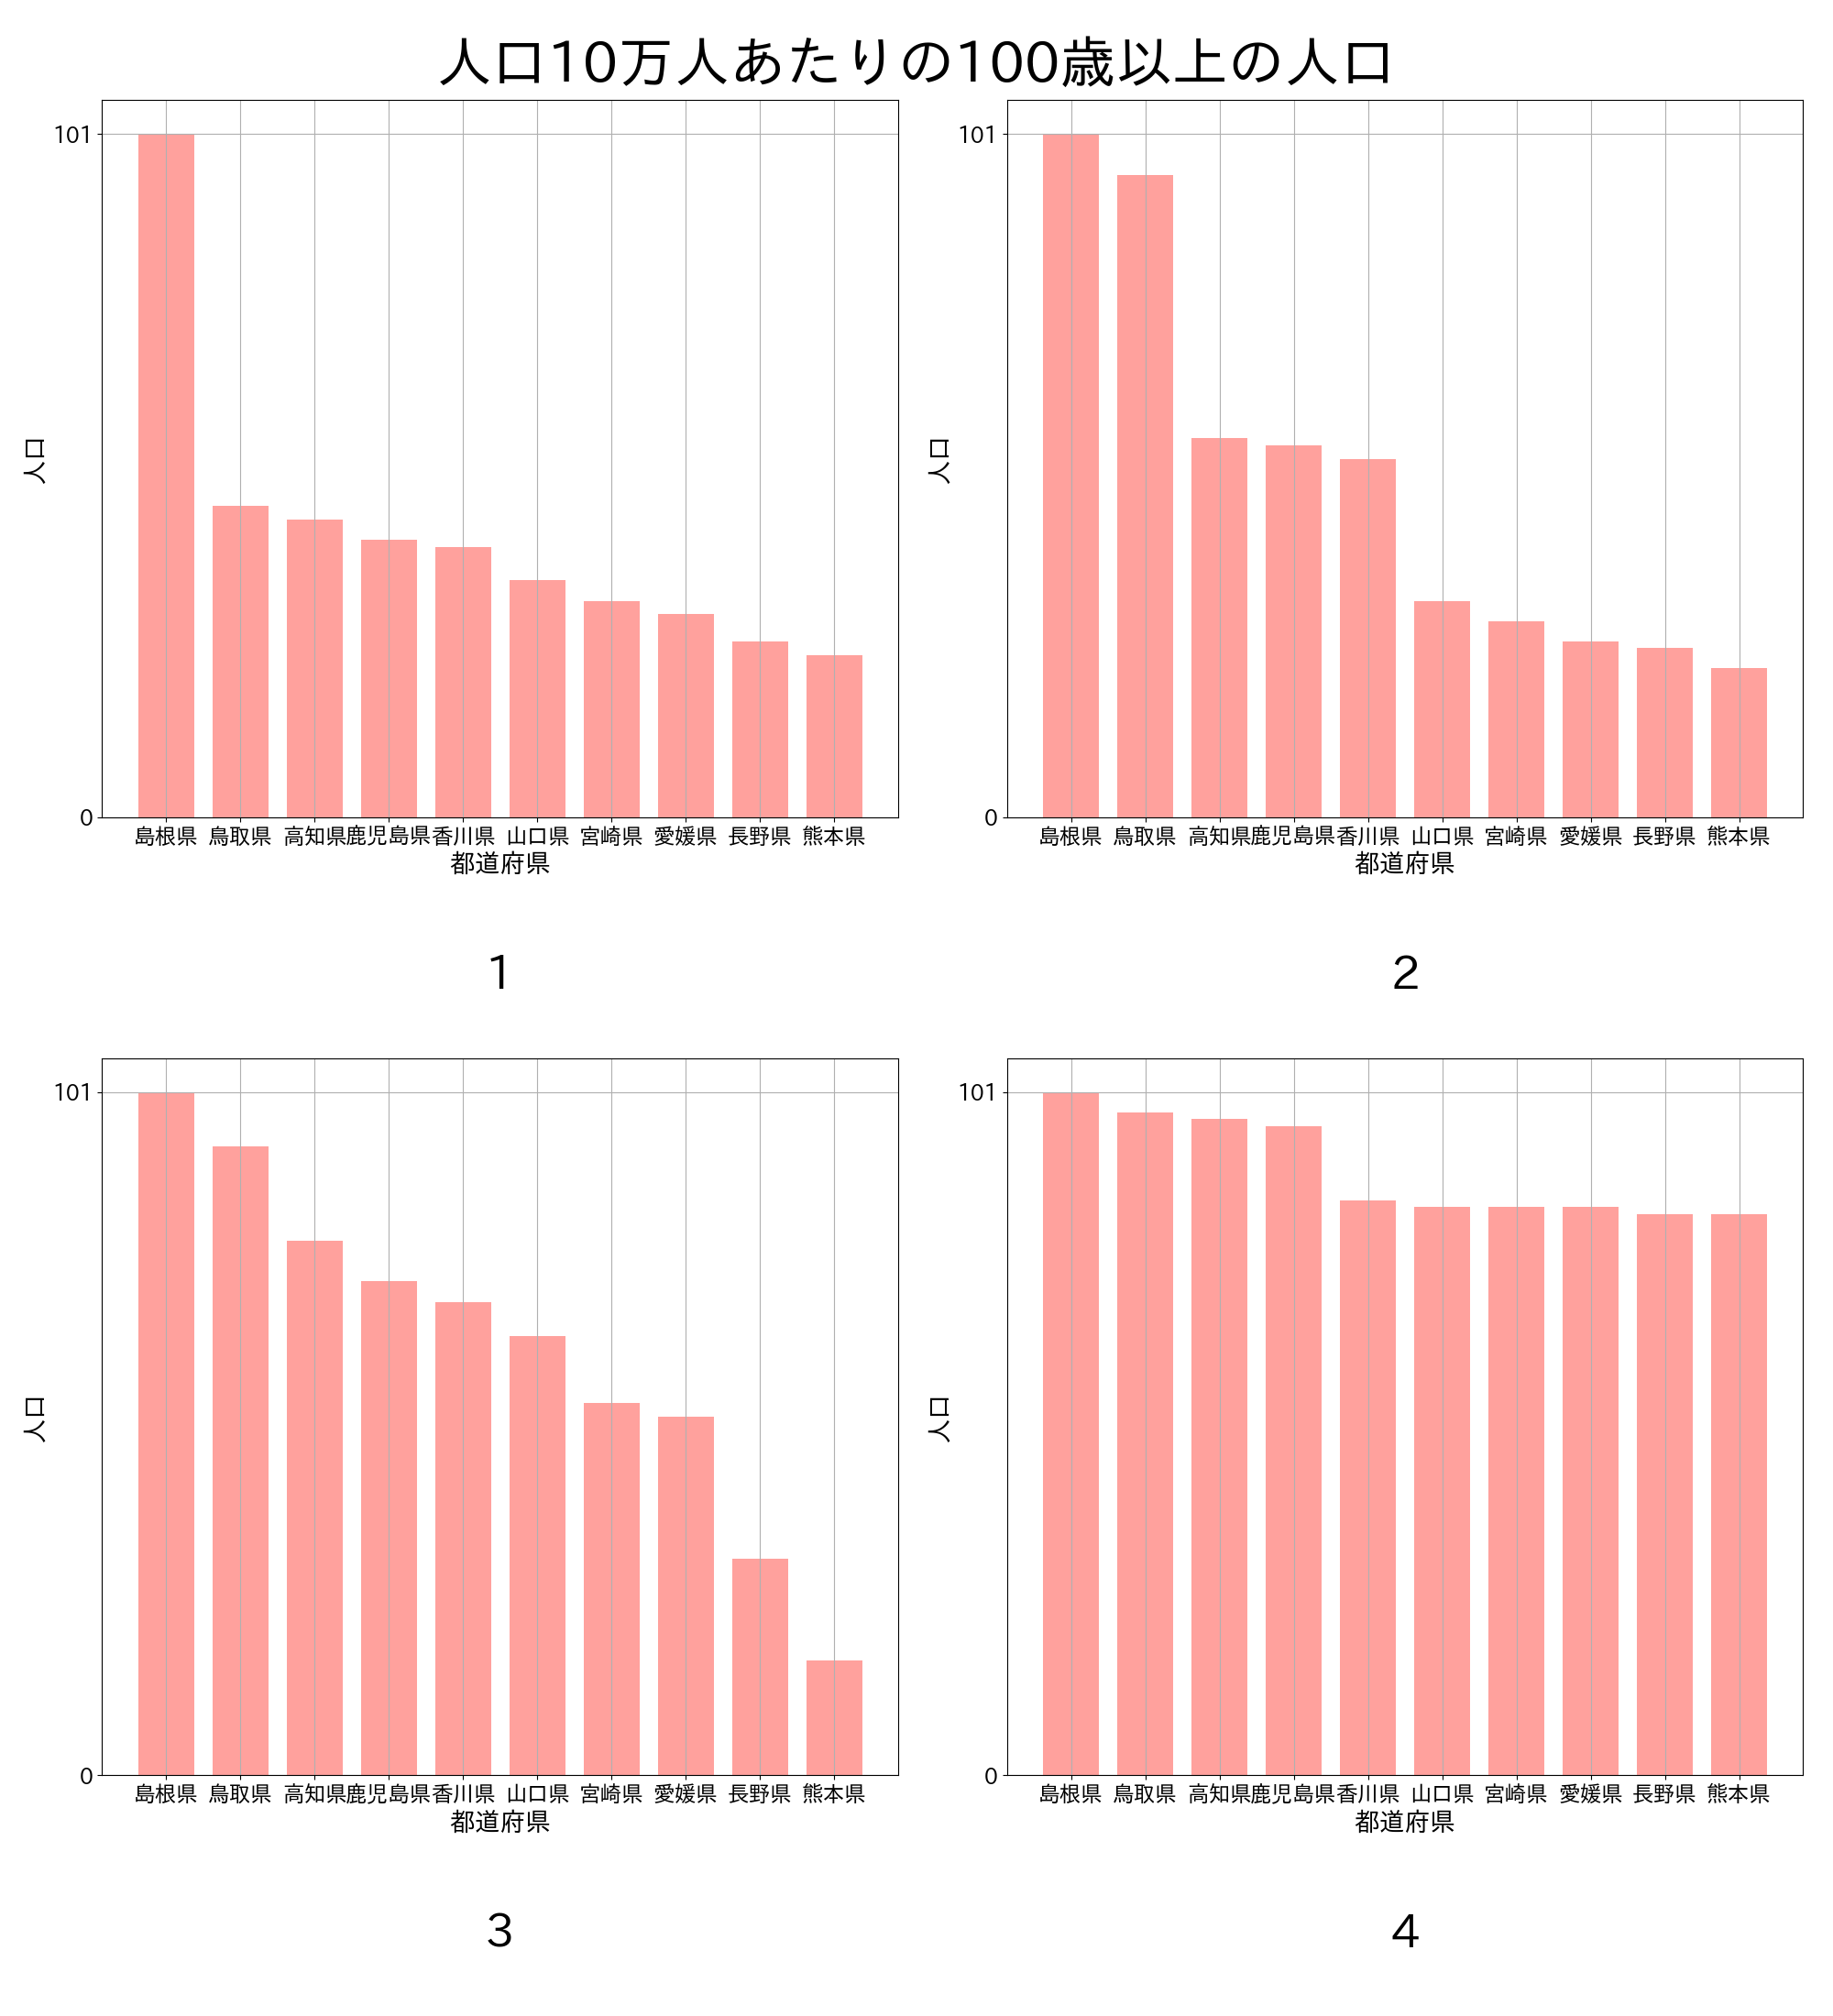 人口10万人あたりの100歳以上の人口
101
人口
0
島根県 鳥取県 高知県 鹿児島県 香川県 山口県 宮崎県 愛媛県 長野県 熊本県
都道府県
1
101
人口
0
島根県 鳥取県 高知県 鹿児島県 香川県 山口県 宮崎県 愛媛県 長野県 熊本県
都道府県
2
101
人口
0
島根県 鳥取県 高知県 鹿児島県 香川県 山口県 宮崎県 愛媛県 長野県 熊本県
都道府県
3
101
人口
0
島根県 鳥取県 高知県 鹿児島県 香川県 山口県 宮崎県 愛媛県 長野県 熊本県
都道府県
4